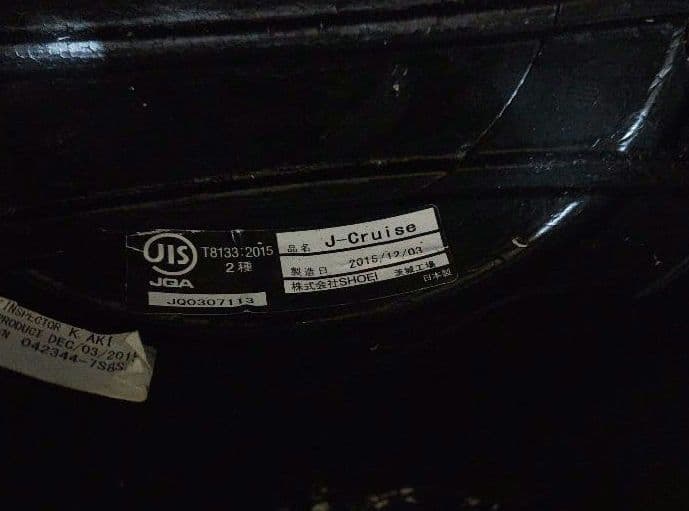 JIS
T8133:2015
2種
JQA
JQ0307113
品名 J-Cruise
製造日 2015/12/03
株式会社SHOEI 茨城工場
日本製
INSPECTOR K.AKI
PRODUCT DEC/03/2015
042344-7S8S